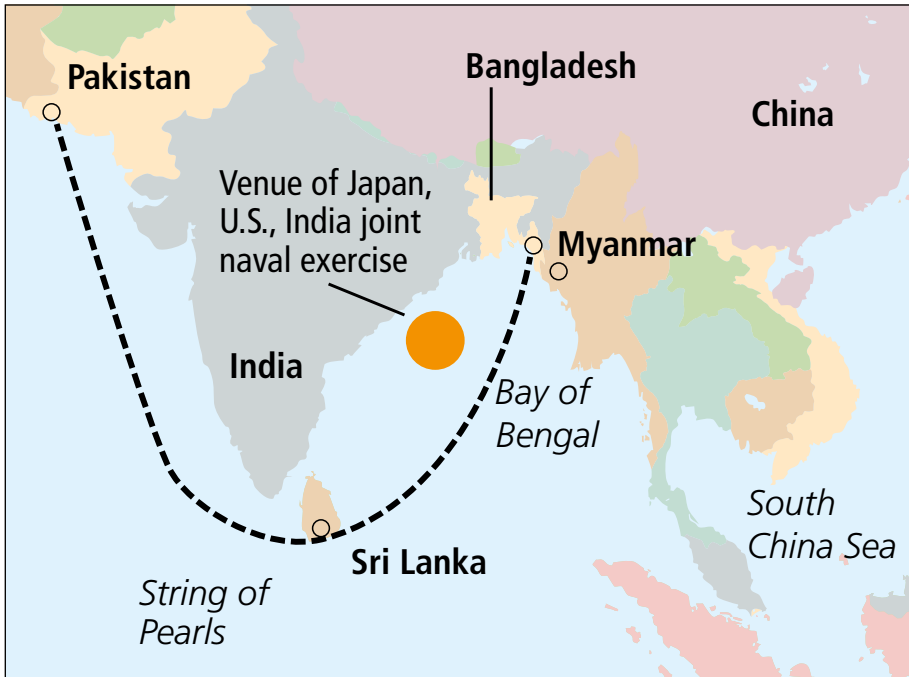 Pakistan
Bangladesh
China
Venue of Japan,
U.S., India joint
naval exercise
Myanmar
India
Bay of
Bengal
South
China Sea
Sri Lanka
String of
Pearls